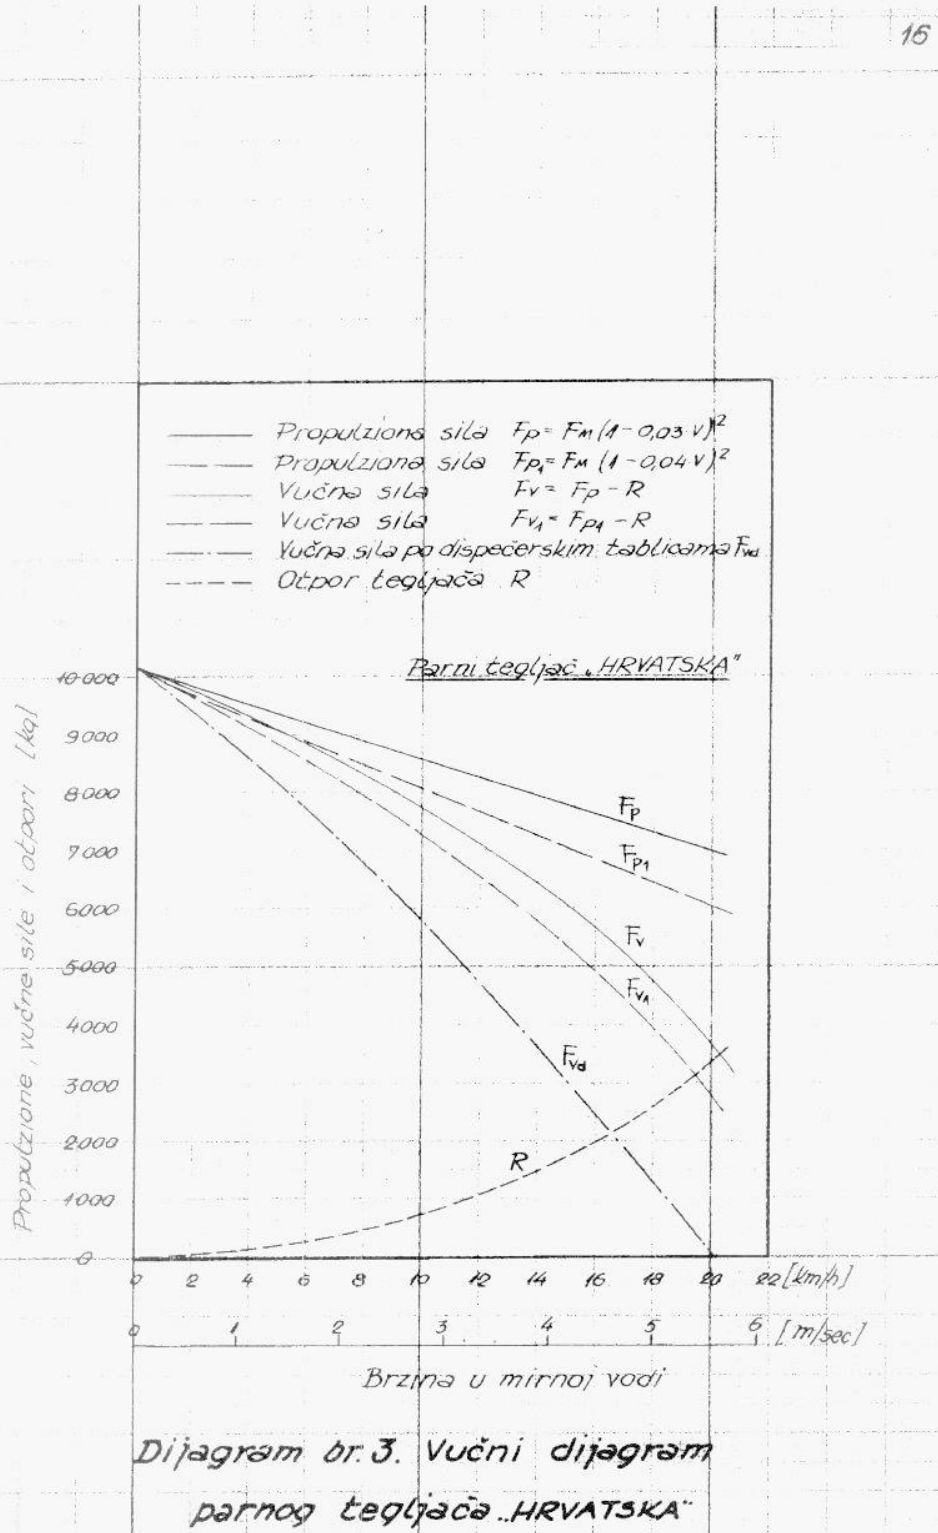 16
Propulziona sila Fp = FM (1 - 0,03 V)²
Propulziona sila Fp₁ = FM (1 - 0,04 V)²
Vučna sila Fv = Fp - R
Vučna sila Fv₁ = Fp₁ - R
Vučna sila po dispečerskim tablicama Fvd
Otpor tegljača R
Parni tegljač „HRVATSKA"
Propulzione, vučne sile i otpori [kg]
10 000
9000
8000
7000
6000
5000
4000
3000
2000
1000
0
Fp
Fp₁
Fv
Fv₁
Fvd
R
0 2 4 6 8 10 12 14 16 18 20 22 [km/h]
0 1 2 3 4 5 6 [m/sec]
Brzina u mirnoj vodi
Dijagram br. 3. Vučni dijagram
parnog tegljača „HRVATSKA"